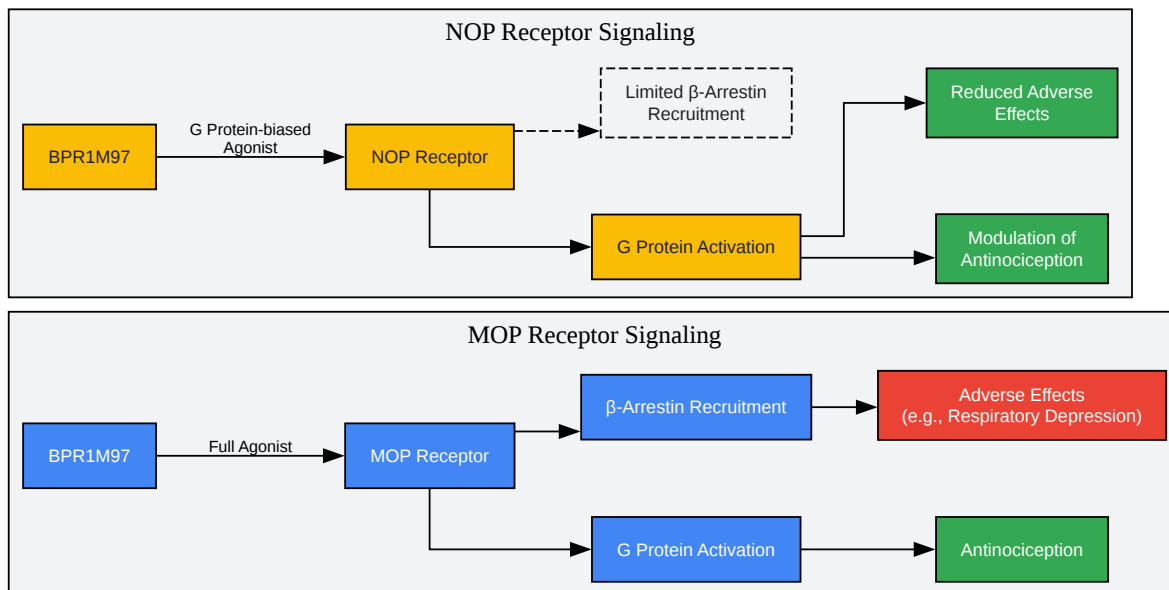 NOP Receptor Signaling
BPR1M97
G Protein-biased
Agonist
NOP Receptor
Limited β-Arrestin
Recruitment
G Protein Activation
Reduced Adverse
Effects
Modulation of
Antinociception
MOP Receptor Signaling
BPR1M97
Full Agonist
MOP Receptor
β-Arrestin Recruitment
Adverse Effects
(e.g., Respiratory Depression)
G Protein Activation
Antinociception